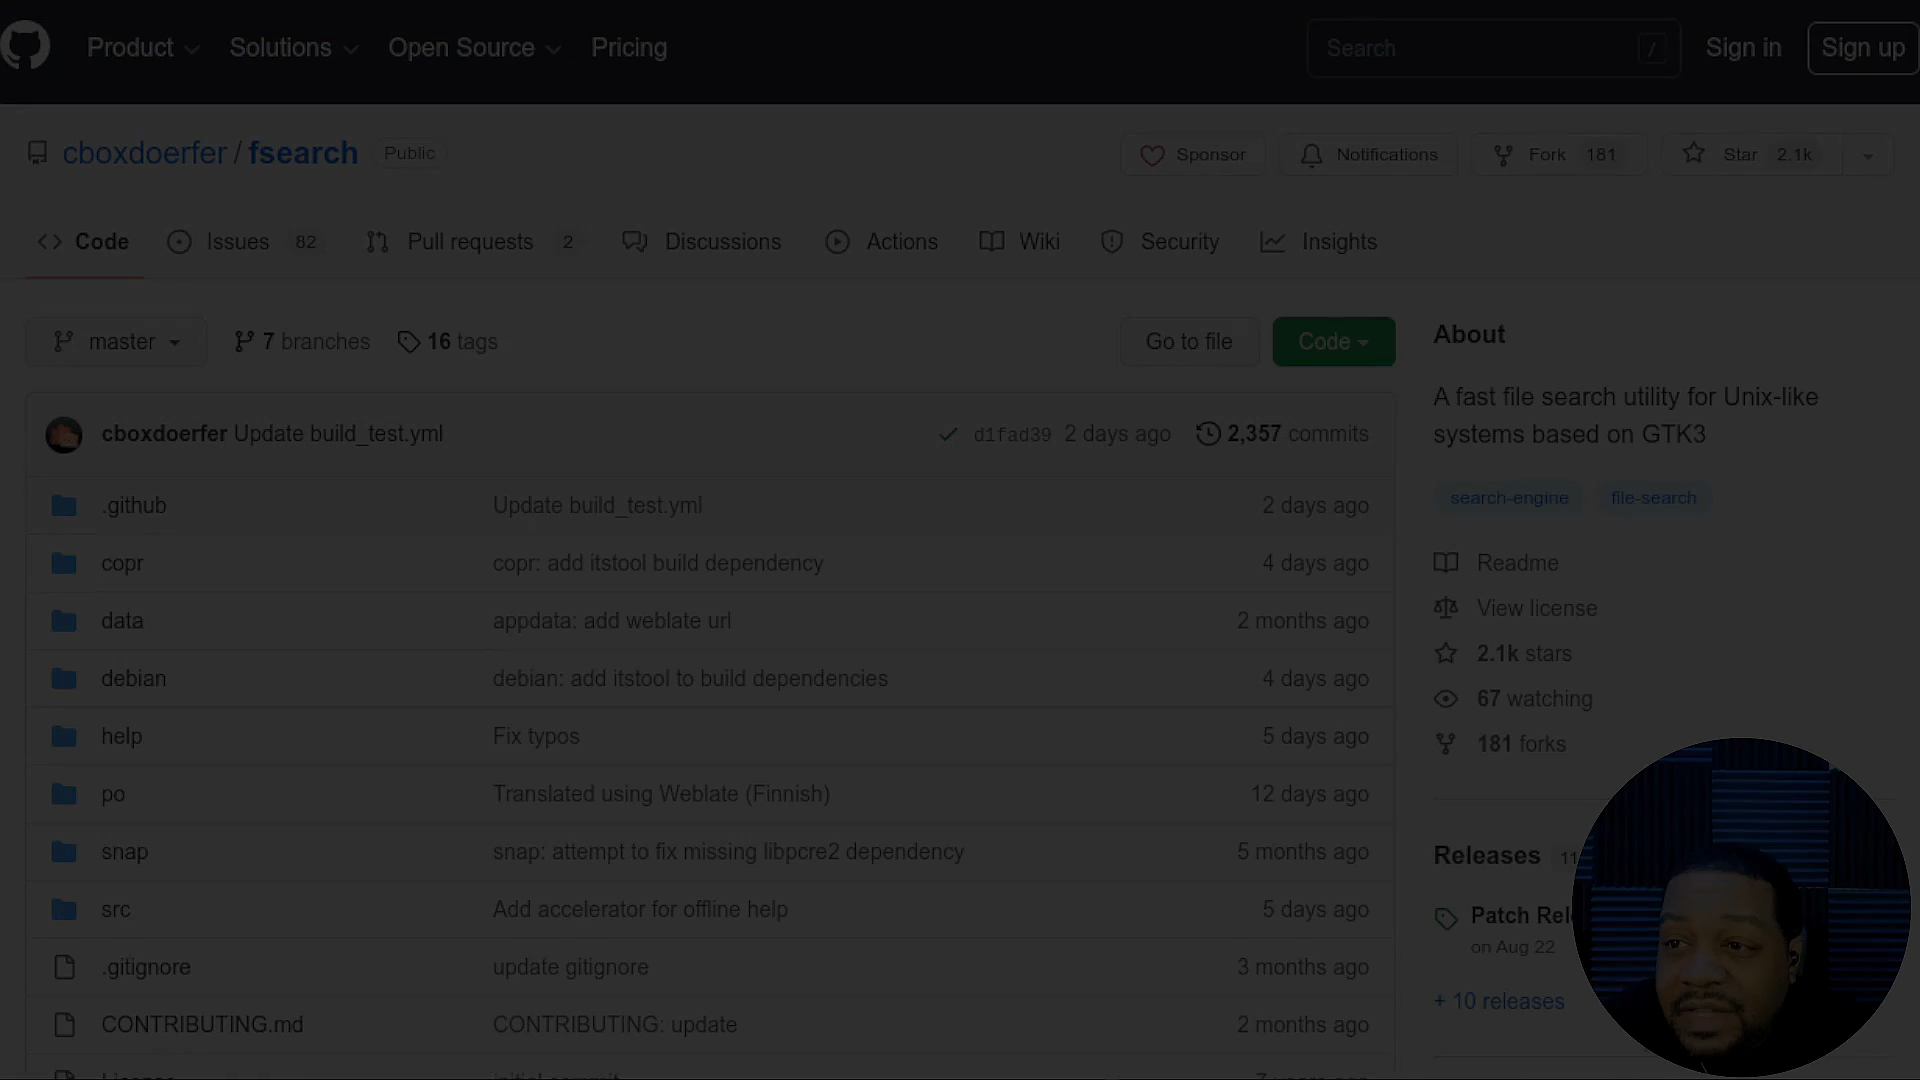 Product Solutions Open Source Pricing Search / Sign in Sign up
cboxdoerfer / fsearch Public Sponsor Notifications Fork 181 Star 2.1k
Code Issues 82 Pull requests 2 Discussions Actions Wiki Security Insights
master 7 branches 16 tags Go to file Code
cboxdoerfer Update build_test.yml d1fad39 2 days ago 2,357 commits
.github Update build_test.yml 2 days ago
copr copr: add itstool build dependency 4 days ago
data appdata: add weblate url 2 months ago
debian debian: add itstool to build dependencies 4 days ago
help Fix typos 5 days ago
po Translated using Weblate (Finnish) 12 days ago
snap snap: attempt to fix missing libpcre2 dependency 5 months ago
src Add accelerator for offline help 5 days ago
.gitignore update gitignore 3 months ago
CONTRIBUTING.md CONTRIBUTING: update 2 months ago
About
A fast file search utility for Unix-like
systems based on GTK3
search-engine file-search
Readme
View license
2.1k stars
67 watching
181 forks
Releases 11
Patch Rel
on Aug 22
+ 10 releases